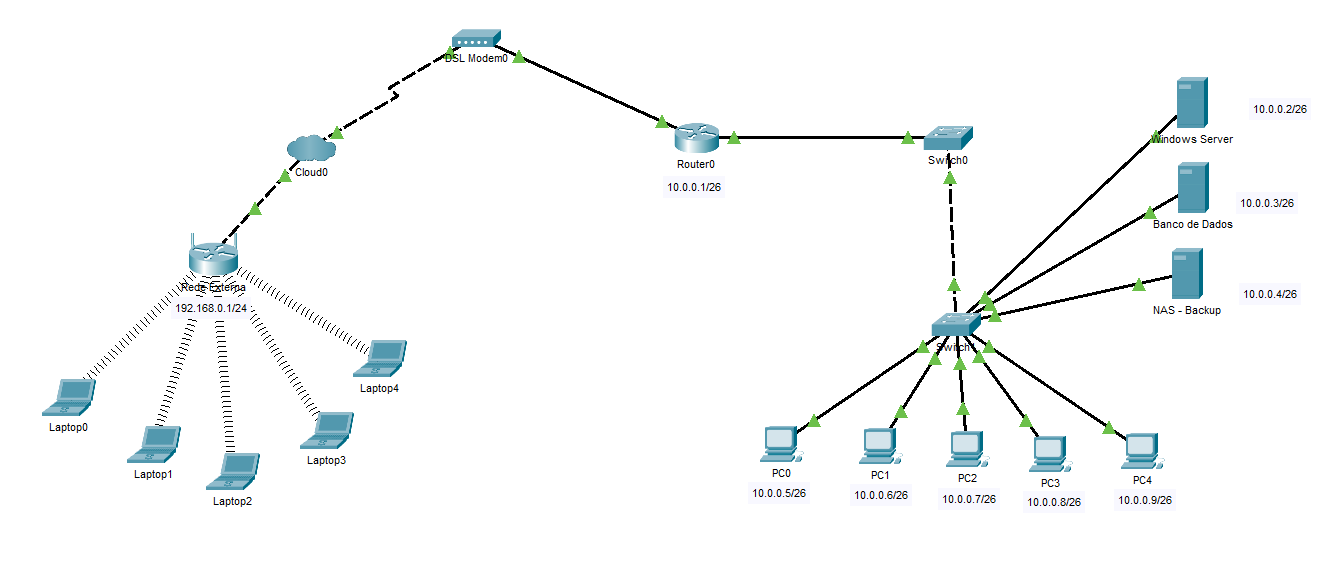 DSL Modem0
Cloud0
Router0
10.0.0.1/26
Switch0
Windows Server
10.0.0.2/26
Banco de Dados
10.0.0.3/26
NAS - Backup
10.0.0.4/26
Rede Externa
192.168.0.1/24
Switch1
Laptop0
Laptop1
Laptop2
Laptop3
Laptop4
PC0
10.0.0.5/26
PC1
10.0.0.6/26
PC2
10.0.0.7/26
PC3
10.0.0.8/26
PC4
10.0.0.9/26